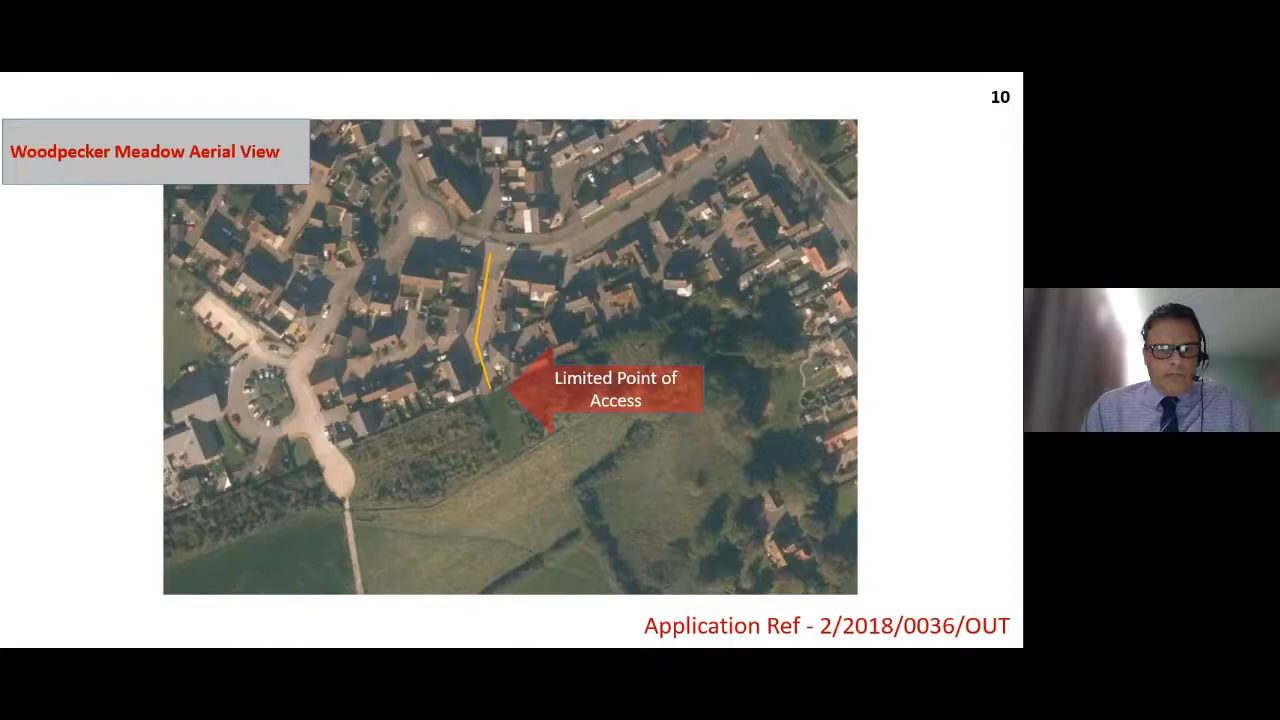 10
Woodpecker Meadow Aerial View
Limited Point of
Access
Application Ref - 2/2018/0036/OUT